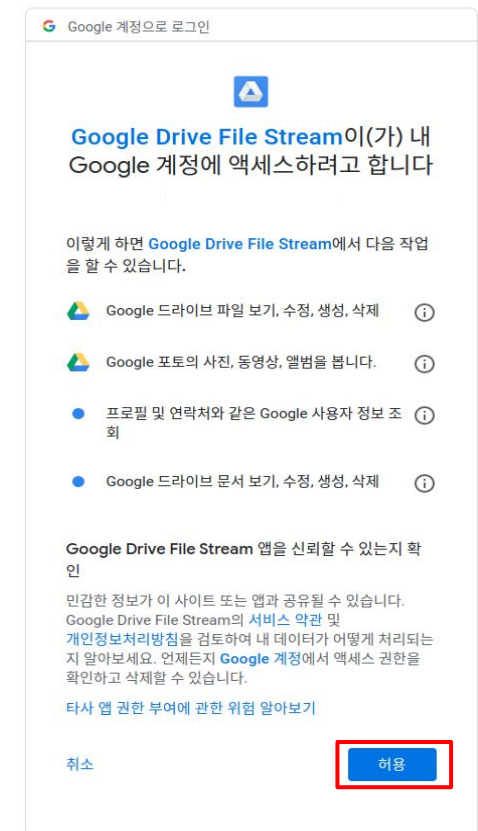 Google 계정으로 로그인
Google Drive File Stream이(가) 내
Google 계정에 액세스하려고 합니다
이렇게 하면 Google Drive File Stream에서 다음 작업
을 할 수 있습니다.
Google 드라이브 파일 보기, 수정, 생성, 삭제
Google 포토의 사진, 동영상, 앨범을 봅니다.
프로필 및 연락처와 같은 Google 사용자 정보 조
회
Google 드라이브 문서 보기, 수정, 생성, 삭제
Google Drive File Stream 앱을 신뢰할 수 있는지 확
인
민감한 정보가 이 사이트 또는 앱과 공유될 수 있습니다.
Google Drive File Stream의 서비스 약관 및
개인정보처리방침을 검토하여 내 데이터가 어떻게 처리되는
지 알아보세요. 언제든지 Google 계정에서 액세스 권한을
확인하고 삭제할 수 있습니다.
타사 앱 권한 부여에 관한 위험 알아보기
취소
허용